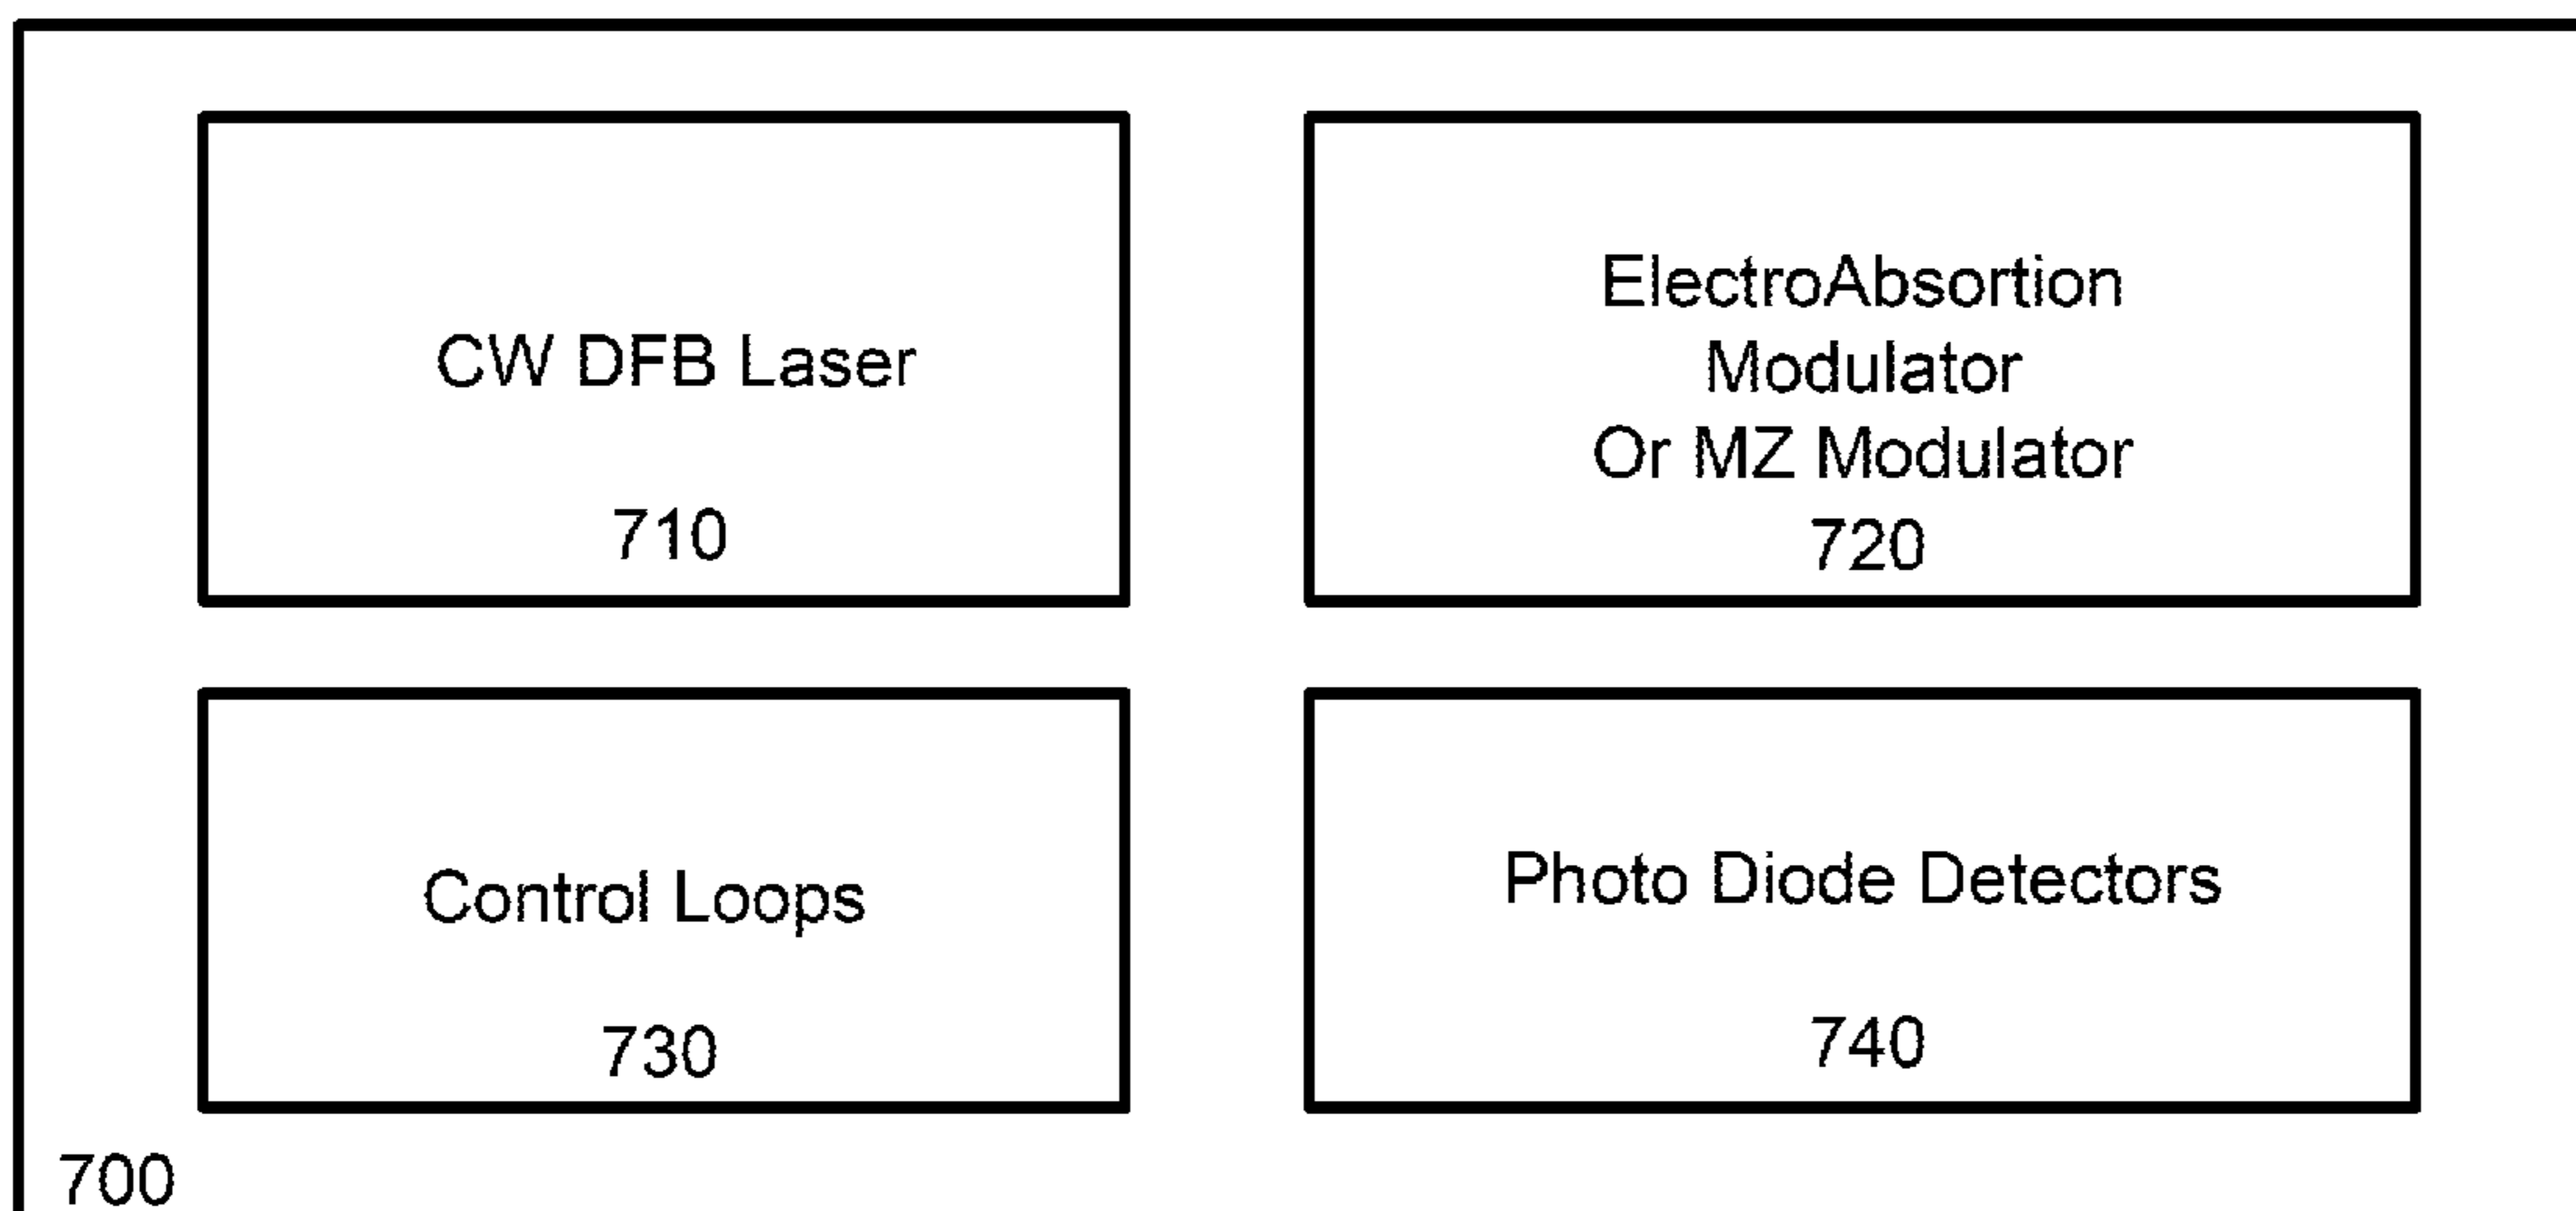 CW DFB Laser
710
ElectroAbsortion
Modulator
Or MZ Modulator
720
Control Loops
730
Photo Diode Detectors
740
700